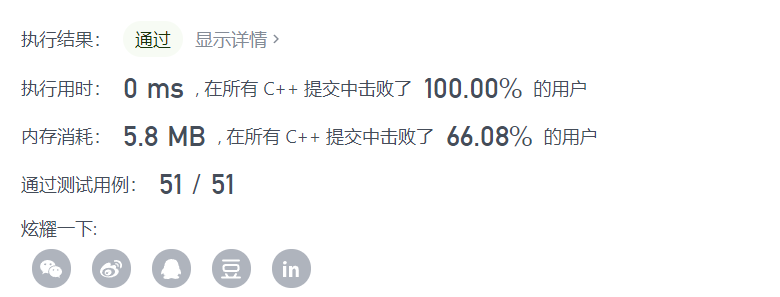 执行结果： 通过 显示详情 >
执行用时： 0 ms , 在所有 C++ 提交中击败了 100.00% 的用户
内存消耗： 5.8 MB , 在所有 C++ 提交中击败了 66.08% 的用户
通过测试用例： 51 / 51
炫耀一下:
豆 in